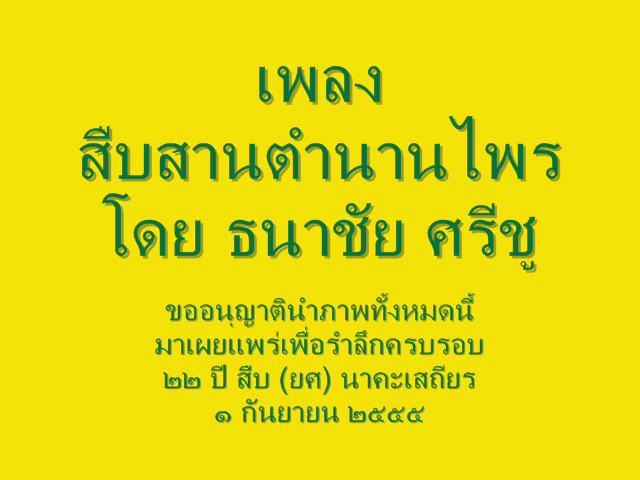 เพลง
สืบสานตำนานไพร
โดย ธนาชัย ศรีชู
ขออนุญาตินำภาพทั้งหมดนี้
มาเผยแพร่เพื่อรำลึกครบรอบ
๒๒ ปี สืบ (ยศ) นาคะเสถียร
๑ กันยายน ๒๕๕๕